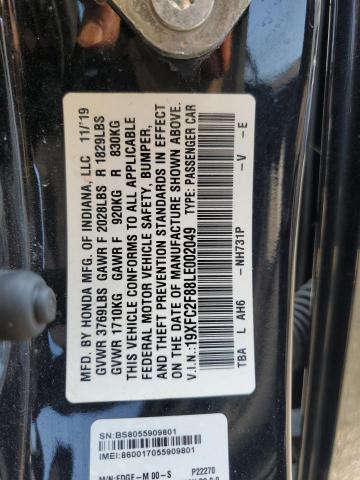 MFD. BY HONDA MFG. OF INDIANA, LLC 11/'19
GVWR 3769LBS GAWR F 2028LBS R 1829LBS
GVWR 1710KG GAWR F 920KG R 830KG
THIS VEHICLE CONFORMS TO ALL APPLICABLE
FEDERAL MOTOR VEHICLE SAFETY, BUMPER,
AND THEFT PREVENTION STANDARDS IN EFFECT
ON THE DATE OF MANUFACTURE SHOWN ABOVE.
V.I.N.: 19XFC2F88LE002049 TYPE: PASSENGER CAR
TBA L AH6 -NH731P -V -E
SN:BS8055909801
IMEI:860017055909801
P22270
M/N:EDGE-M 00-S